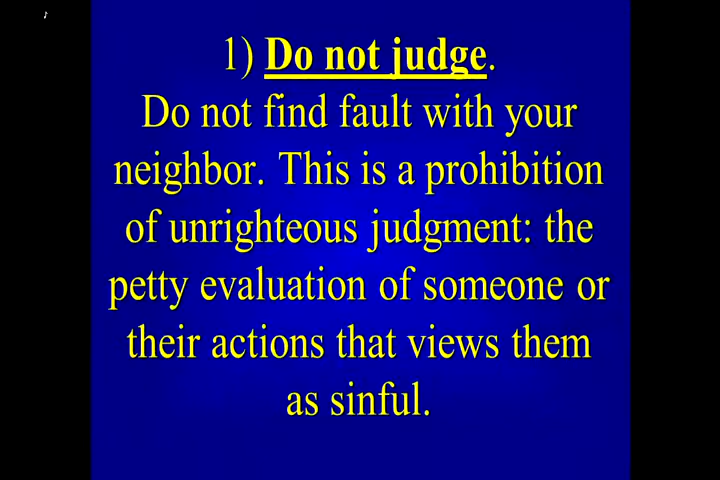 1) Do not judge.
Do not find fault with your
neighbor. This is a prohibition
of unrighteous judgment: the
petty evaluation of someone or
their actions that views them
as sinful.